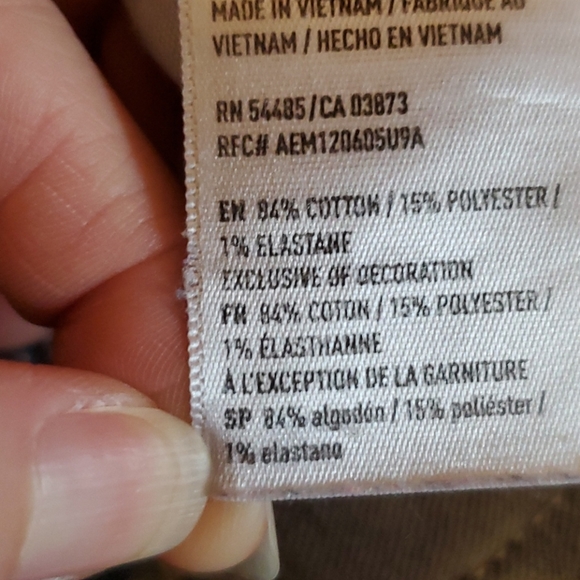 MADE IN VIETNAM / FABRIQUÉ AU
VIETNAM / HECHO EN VIETNAM
RN 54485/CA 03873
RFC# AEM120605U9A
EN 84% COTTON / 15% POLYESTER /
1% ELASTANE
EXCLUSIVE OF DECORATION
FR 84% COTON / 15% POLYESTER /
1% ÉLASTHANNE
À L'EXCEPTION DE LA GARNITURE
SP 84% algodón / 15% poliéster /
1% elastano